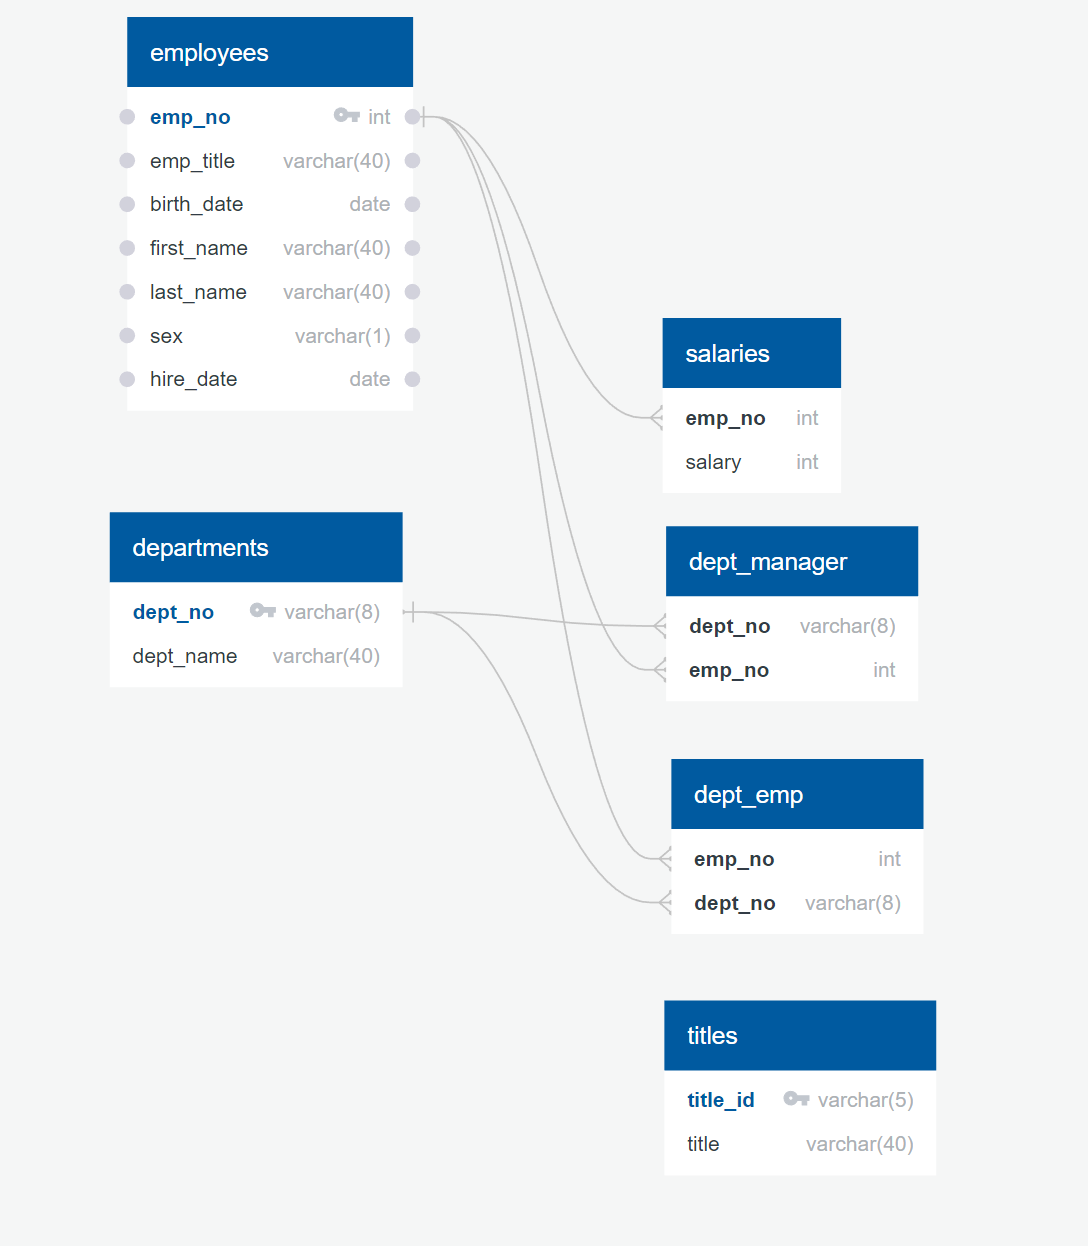 employees
emp_no int
emp_title varchar(40)
birth_date date
first_name varchar(40)
last_name varchar(40)
sex varchar(1)
hire_date date
salaries
emp_no int
salary int
departments
dept_no varchar(8)
dept_name varchar(40)
dept_manager
dept_no varchar(8)
emp_no int
dept_emp
emp_no int
dept_no varchar(8)
titles
title_id varchar(5)
title varchar(40)